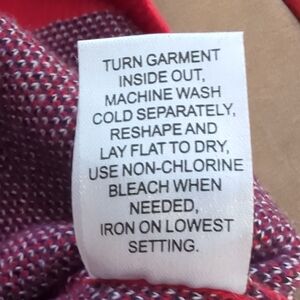 TURN GARMENT
INSIDE OUT,
MACHINE WASH
COLD SEPARATELY,
RESHAPE AND
LAY FLAT TO DRY,
USE NON-CHLORINE
BLEACH WHEN
NEEDED,
IRON ON LOWEST
SETTING.